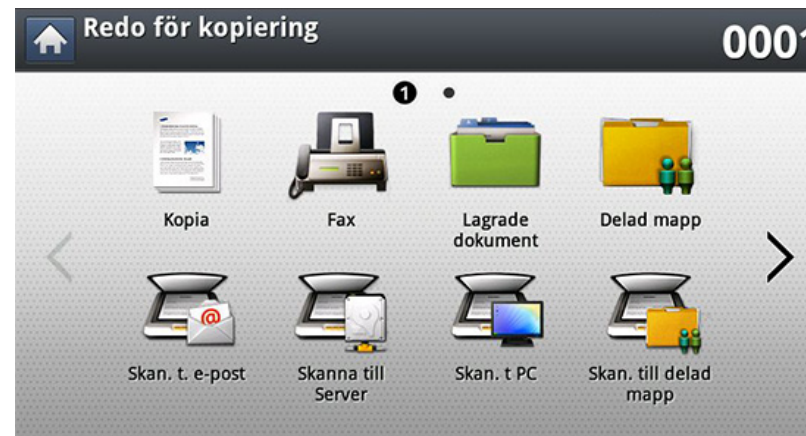 Redo för kopiering
0001
1
Kopia
Fax
Lagrade
dokument
Delad mapp
Skan. t. e-post
Skanna till
Server
Skan. t PC
Skan. till delad
mapp